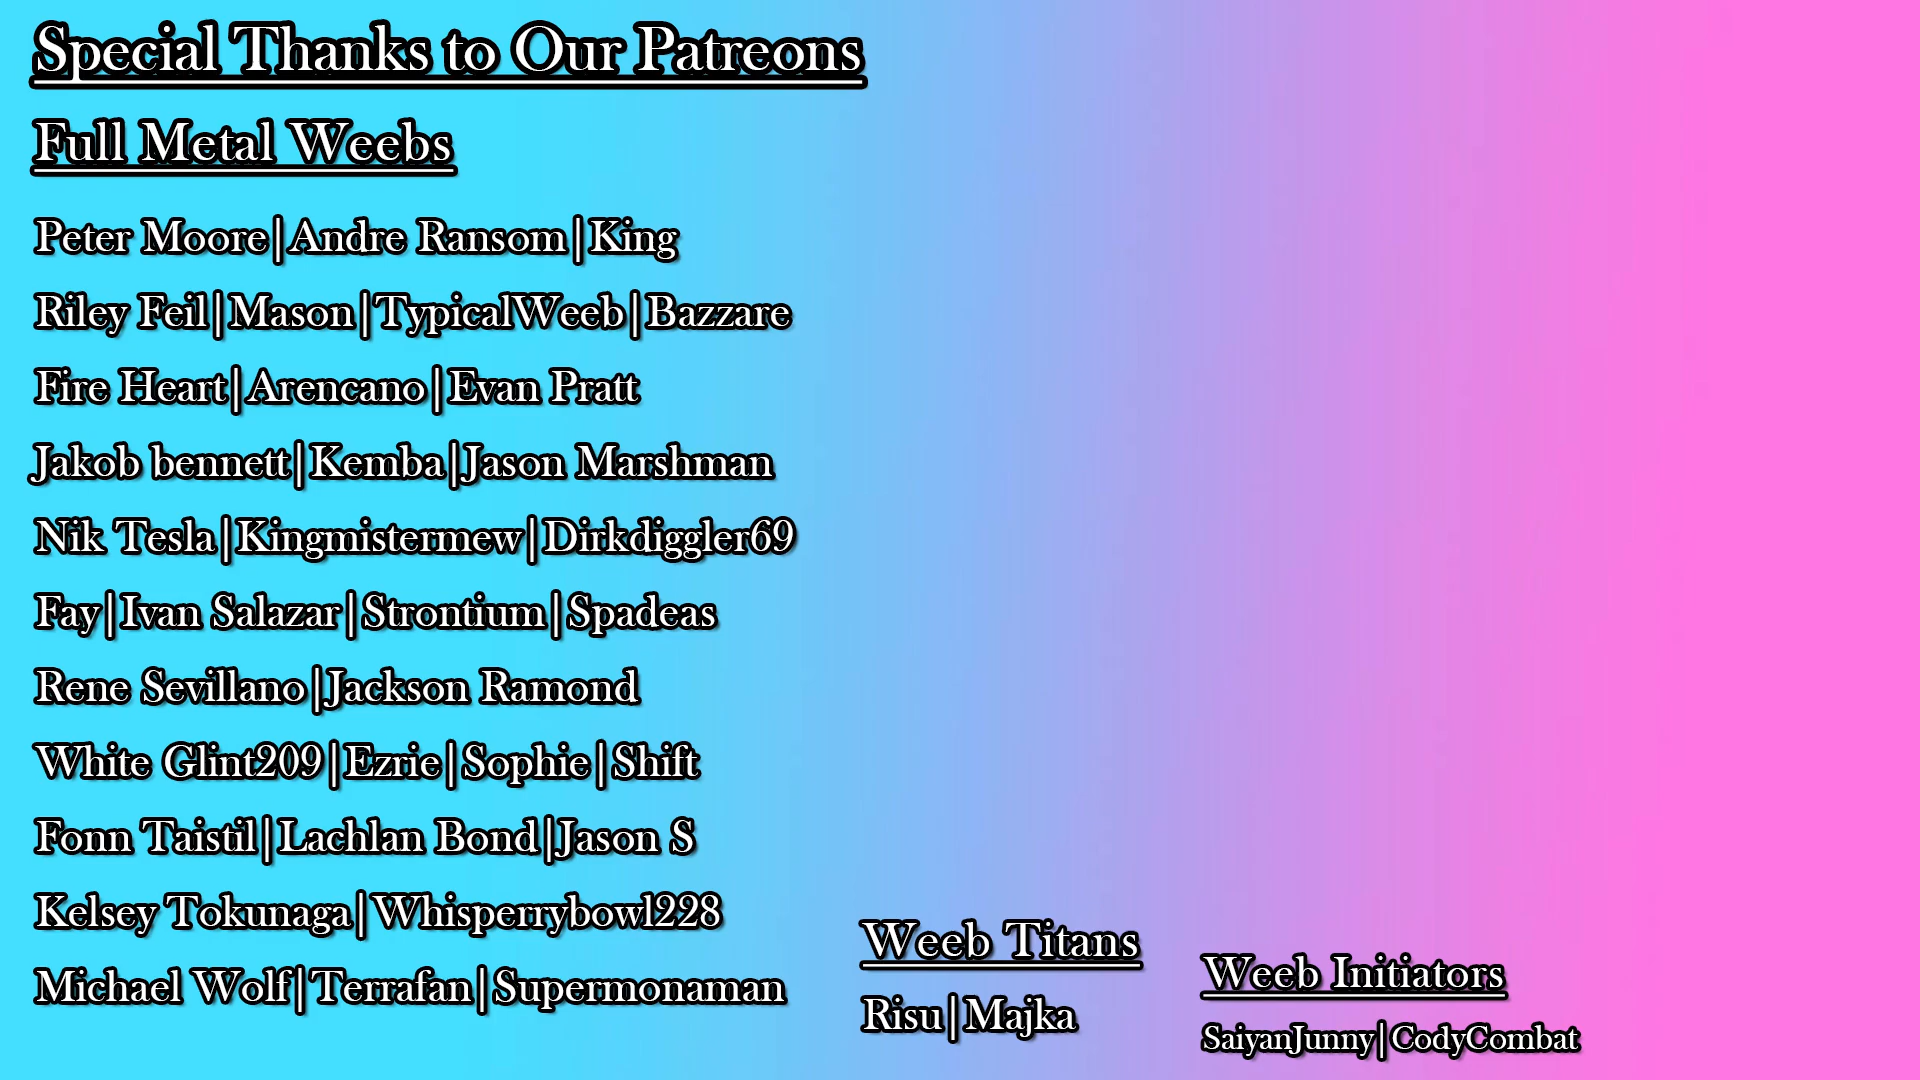 Special Thanks to Our Patreons
Full Metal Weebs
Peter Moore|Andre Ransom|King
Riley Feil|Mason|TypicalWeeb|Bazzare
Fire Heart|Arencano|Evan Pratt
Jakob bennett|Kemba|Jason Marshman
Nik Tesla|Kingmistermew|Dirkdiggler69
Fay|Ivan Salazar|Strontium|Spadeas
Rene Sevillano|Jackson Ramond
White Glint209|Ezrie|Sophie|Shift
Fonn Taistil|Lachlan Bond|Jason S
Kelsey Tokunaga|Whisperrybowl228
Michael Wolf|Terrafan|Supermonaman
Weeb Titans
Risu|Majka
Weeb Initiators
SaiyanJunny|CodyCombat